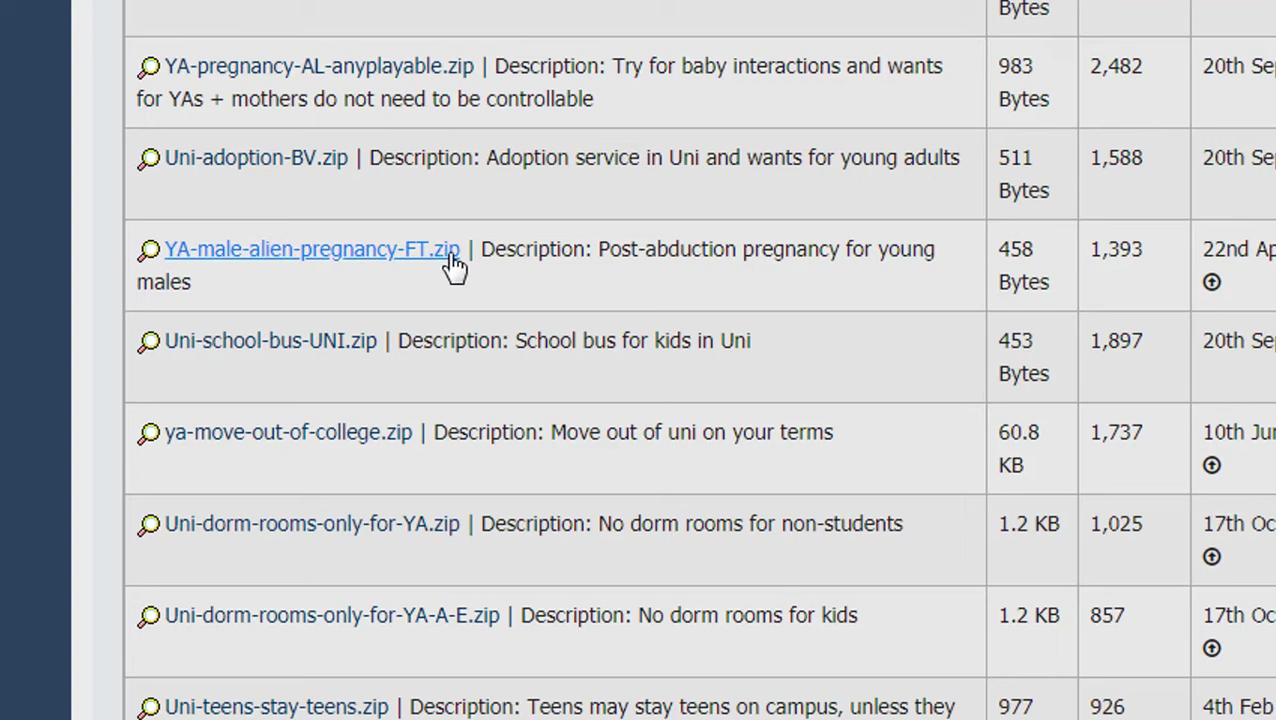 Bytes
YA-pregnancy-AL-anyplayable.zip | Description: Try for baby interactions and wants
for YAs + mothers do not need to be controllable
983
Bytes
2,482
20th Se
Uni-adoption-BV.zip | Description: Adoption service in Uni and wants for young adults
511
Bytes
1,588
20th Se
YA-male-alien-pregnancy-FT.zip | Description: Post-abduction pregnancy for young
males
458
Bytes
1,393
22nd Ap
Uni-school-bus-UNI.zip | Description: School bus for kids in Uni
453
Bytes
1,897
20th Se
ya-move-out-of-college.zip | Description: Move out of uni on your terms
60.8
KB
1,737
10th Jun
Uni-dorm-rooms-only-for-YA.zip | Description: No dorm rooms for non-students
1.2 KB
1,025
17th Oc
Uni-dorm-rooms-only-for-YA-A-E.zip | Description: No dorm rooms for kids
1.2 KB
857
17th Oc
Uni-teens-stay-teens.zip | Description: Teens may stay teens on campus, unless they
977
926
4th Feb